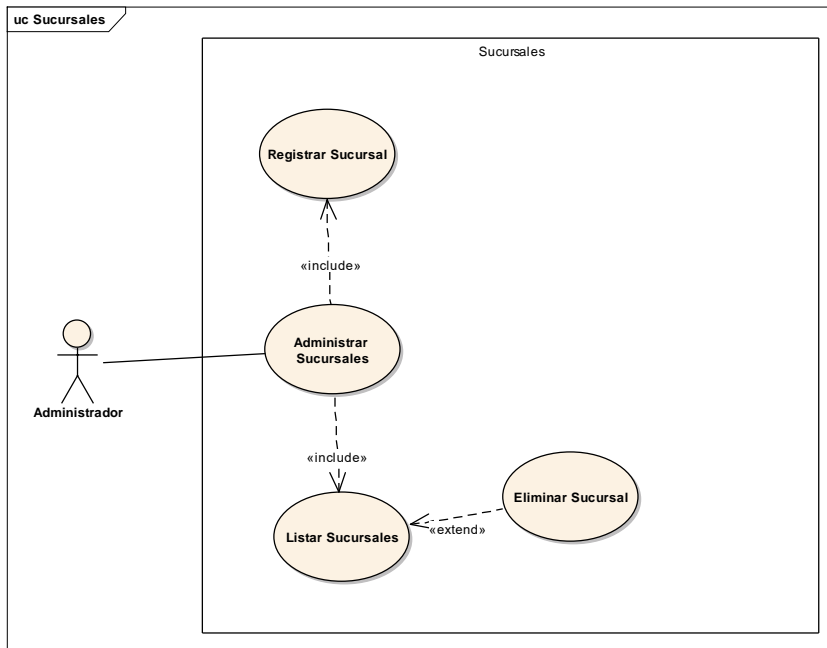 uc Sucursales
Sucursales
Registrar Sucursal
«include»
Administrar
Sucursales
Administrador
«include»
Eliminar Sucursal
«extend»
Listar Sucursales